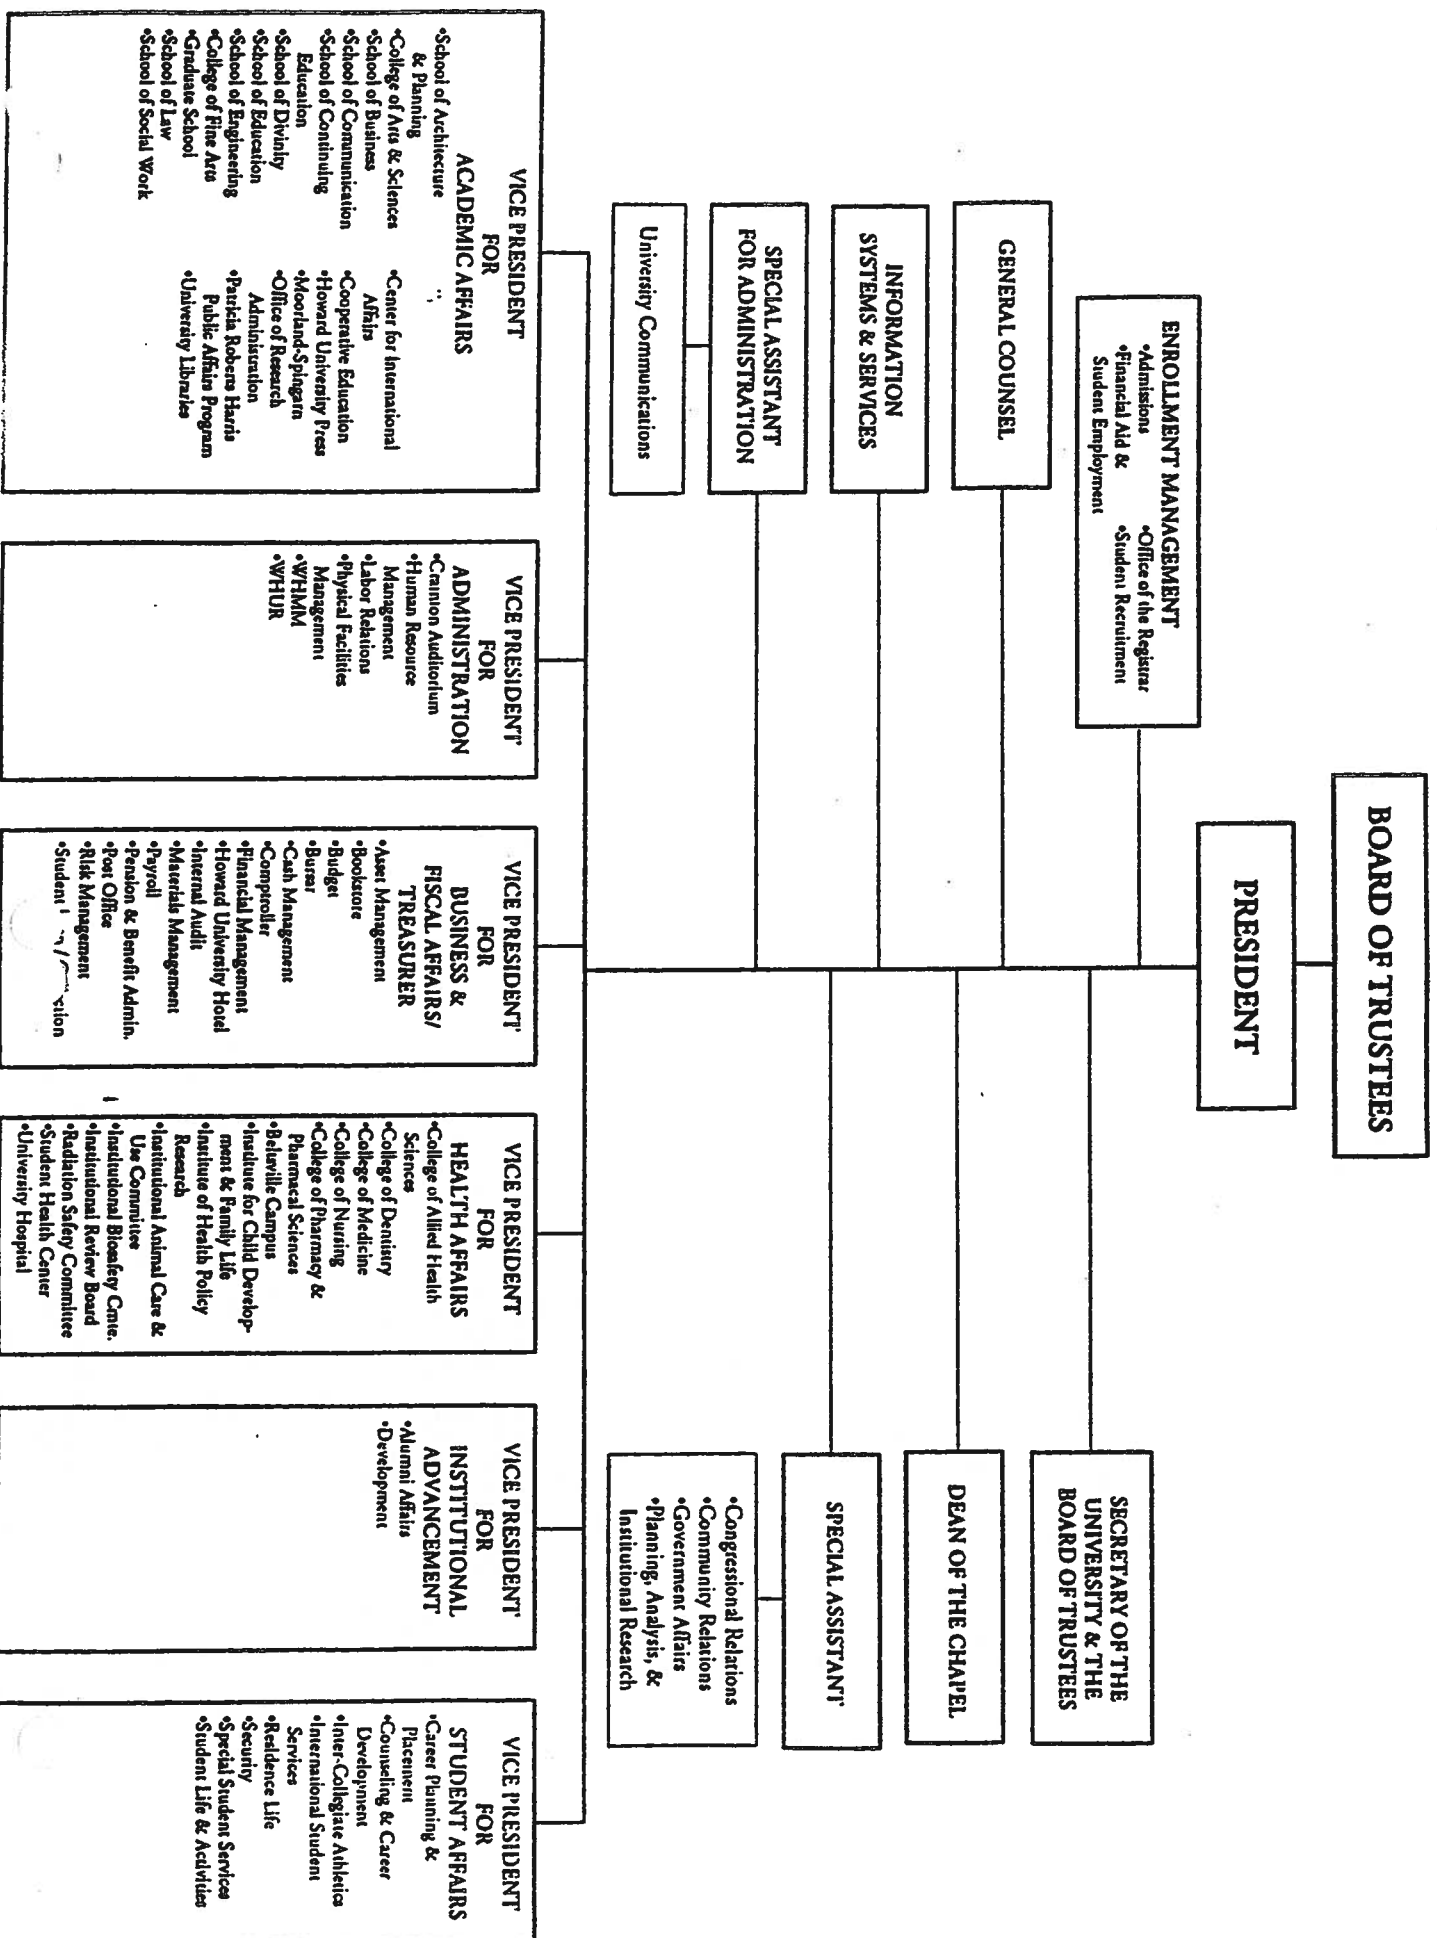 BOARD OF TRUSTEES
PRESIDENT
ENROLLMENT MANAGEMENT
•Admissions
•Financial Aid &
Student Employment
•Office of the Registrar
•Student Recruitment
SECRETARY OF THE
UNIVERSITY & THE
BOARD OF TRUSTEES
GENERAL COUNSEL
DEAN OF THE CHAPEL
INFORMATION
SYSTEMS & SERVICES
SPECIAL ASSISTANT
•Congressional Relations
•Community Relations
•Government Affairs
•Planning, Analysis, &
Institutional Research
SPECIAL ASSISTANT
FOR ADMINISTRATION
University Communications
VICE PRESIDENT
FOR
ACADEMIC AFFAIRS
•School of Architecture
& Planning
•College of Arts & Sciences
•School of Business
•School of Communication
•School of Continuing
Education
•School of Divinity
•School of Education
•School of Engineering
•College of Fine Arts
•Graduate School
•School of Law
•School of Social Work
•Center for International
Affairs
•Cooperative Education
•Howard University Press
•Moorland-Spingarn
•Office of Research
Administration
•Patricia Roberts Harris
Public Affairs Program
•University Libraries
VICE PRESIDENT
FOR
ADMINISTRATION
•Cramton Auditorium
•Human Resource
Management
•Labor Relations
•Physical Facilities
Management
•WHMM
•WHUR
VICE PRESIDENT
FOR
BUSINESS &
FISCAL AFFAIRS/
TREASURER
•Asset Management
•Bookstore
•Budget
•Bursar
•Cash Management
•Comptroller
•Financial Management
•Howard University Hotel
•Internal Audit
•Materials Management
•Payroll
•Pension & Benefit Admin.
•Post Office
•Risk Management
•Student
VICE PRESIDENT
FOR
HEALTH AFFAIRS
•College of Allied Health
Sciences
•College of Dentistry
•College of Medicine
•College of Nursing
•College of Pharmacy &
Pharmacal Sciences
•Beltsville Campus
•Institute for Child Develop-
ment & Family Life
•Institute of Health Policy
Research
•Institutional Animal Care &
Use Committee
•Institutional Biosafety Cmte.
•Institutional Review Board
•Radiation Safety Committee
•Student Health Center
•University Hospital
VICE PRESIDENT
FOR
INSTITUTIONAL
ADVANCEMENT
•Alumni Affairs
•Development
VICE PRESIDENT
FOR
STUDENT AFFAIRS
•Career Planning &
Placement
•Counseling & Career
Development
•Inter-Collegiate Athletics
•International Student
Services
•Residence Life
•Security
•Special Student Services
•Student Life & Activities